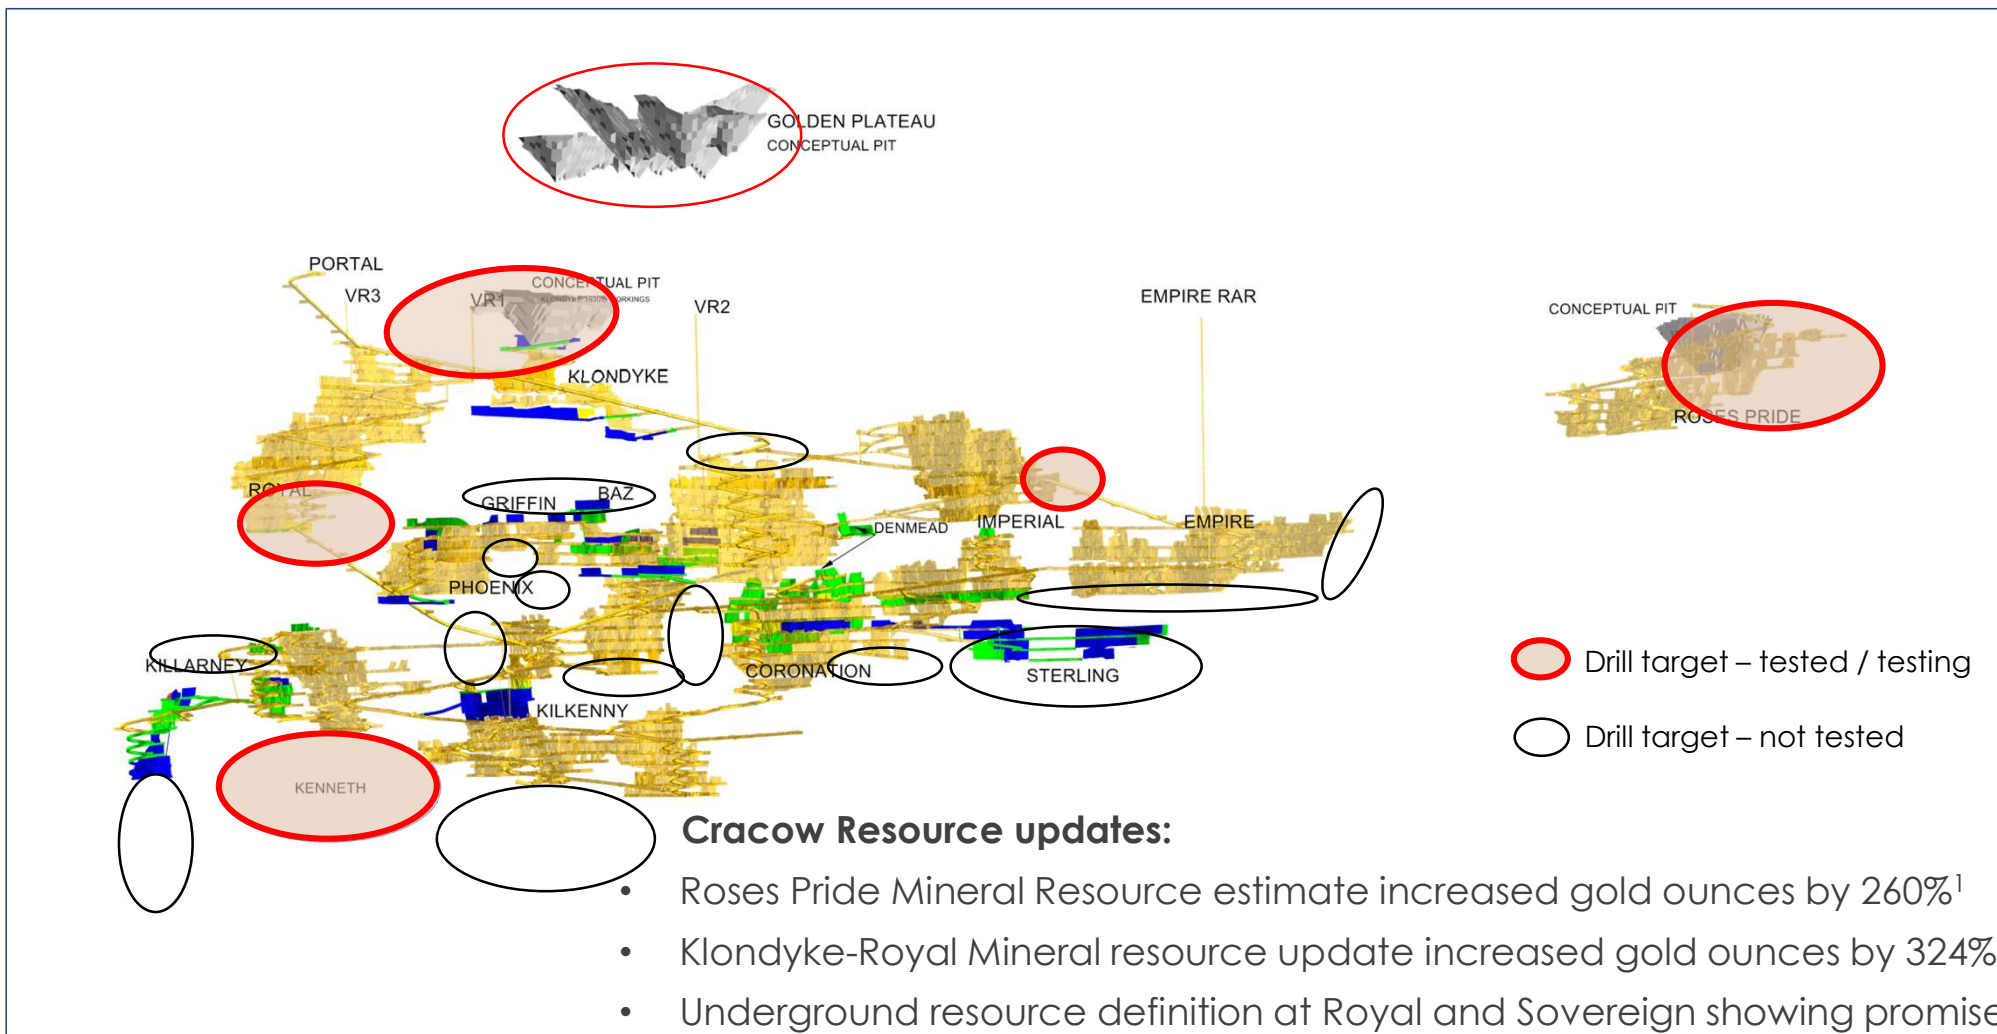 GOLDEN PLATEAU
CONCEPTUAL PIT
PORTAL
VR3
VR1
CONCEPTUAL PIT
KLONDYKE 1930'S WORKINGS
VR2
EMPIRE RAR
CONCEPTUAL PIT
KLONDYKE
ROSES PRIDE
ROYAL
GRIFFIN
BAZ
DENMEAD
IMPERIAL
EMPIRE
PHOENIX
KILLARNEY
CORONATION
STERLING
KILKENNY
KENNETH
Drill target – tested / testing
Drill target – not tested
Cracow Resource updates:
• Roses Pride Mineral Resource estimate increased gold ounces by 260%¹
• Klondyke-Royal Mineral resource update increased gold ounces by 324%
• Underground resource definition at Royal and Sovereign showing promise